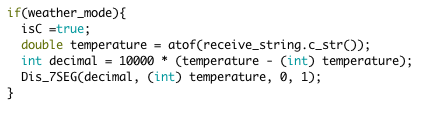 if(weather_mode){
  isC =true;
  double temperature = atof(receive_string.c_str());
  int decimal = 10000 * (temperature - (int) temperature);
  Dis_7SEG(decimal, (int) temperature, 0, 1);
}